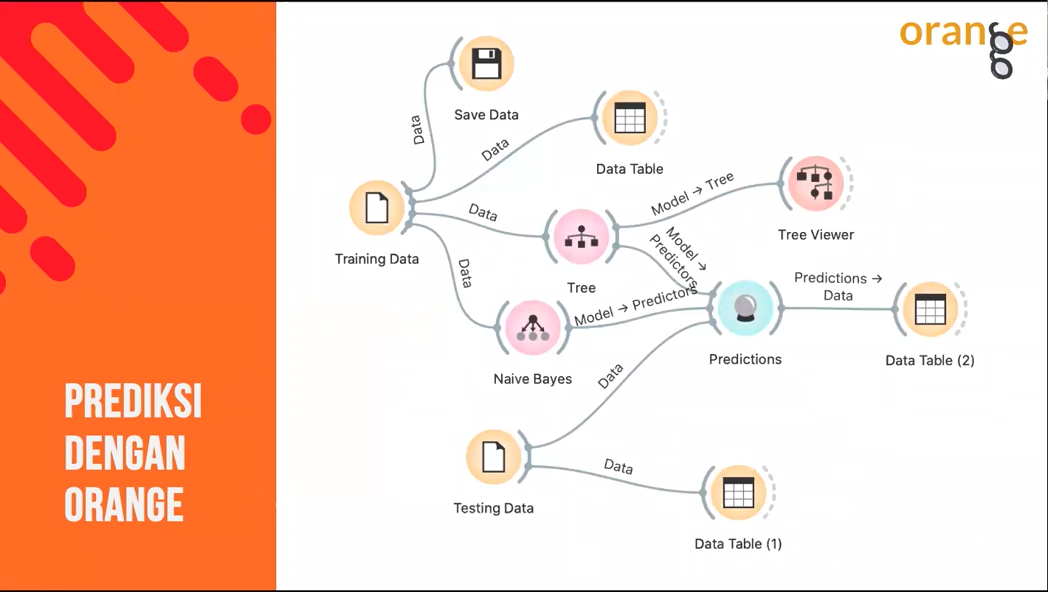 orange
Save Data
Data
Data
Data Table
Model → Tree
Training Data
Data
Tree
Model →
Predictors
Tree Viewer
Data
Naive Bayes
Model → Predictors
Predictions
Predictions →
Data
Data Table (2)
PREDIKSI
DENGAN
ORANGE
Data
Testing Data
Data
Data Table (1)